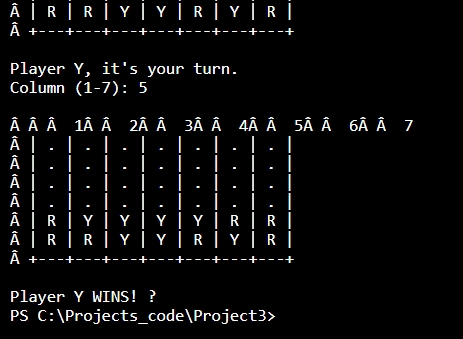 Â | R | R | Y | Y | R | Y | R |
Â +---+---+---+---+---+---+---+
Player Y, it's your turn.
Column (1-7): 5
Â Â Â  1Â Â  2Â Â  3Â Â  4Â Â  5Â Â  6Â Â  7
Â | . | . | . | . | . | . | . |
Â | . | . | . | . | . | . | . |
Â | . | . | . | . | . | . | . |
Â | . | . | . | . | . | . | . |
Â | R | Y | Y | Y | Y | R | R |
Â | R | R | Y | Y | R | Y | R |
Â +---+---+---+---+---+---+---+
Player Y WINS! ?
PS C:\Projects_code\Project3>